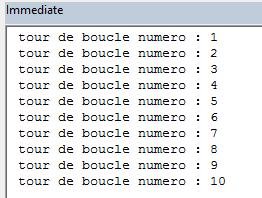 Immediate
tour de boucle numero : 1
tour de boucle numero : 2
tour de boucle numero : 3
tour de boucle numero : 4
tour de boucle numero : 5
tour de boucle numero : 6
tour de boucle numero : 7
tour de boucle numero : 8
tour de boucle numero : 9
tour de boucle numero : 10